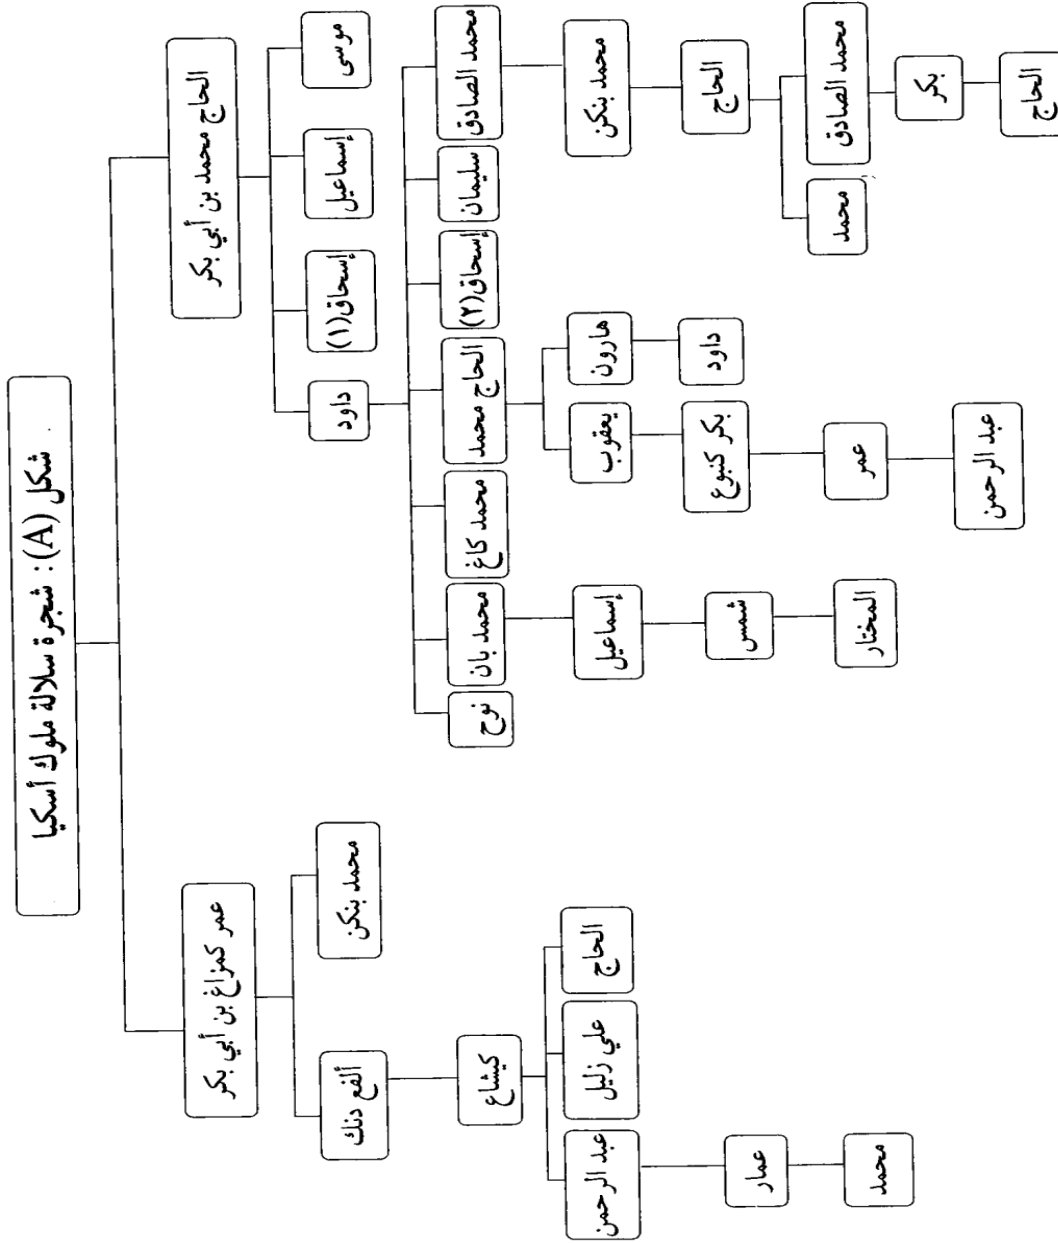 شكل (A): شجرة سلالة ملوك أسكيا
الحاج محمد بن أبي بكر
عمر كمزاغ بن أبي بكر
موسى
إسماعيل
إسحاق(١)
داود
محمد بنكن
ألفع دنك
محمد الصادق
سليمان
إسحاق(٢)
الحاج محمد
محمد كاغ
محمد بان
نوح
كيشاع
محمد بنكن
هارون
يعقوب
إسماعيل
الحاج
علي زليل
عبد الرحمن
الحاج
داود
بكر كنبوع
شمس
عمار
محمد الصادق
محمد
عمر
المختار
محمد
بكر
عبد الرحمن
الحاج